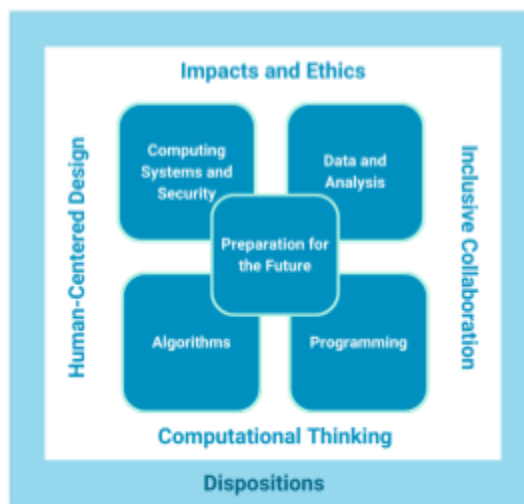 Impacts and Ethics
Human-Centered Design
Computing
Systems and
Security
Data and
Analysis
Inclusive Collaboration
Preparation for
the Future
Algorithms
Programming
Computational Thinking
Dispositions